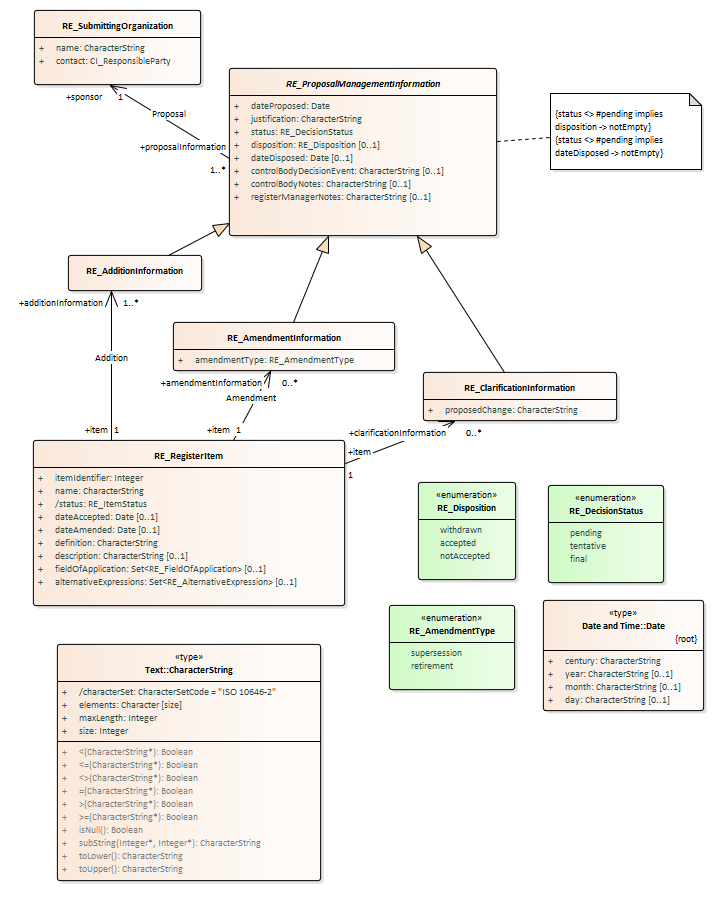 RE_SubmittingOrganization
+ name: CharacterString
+ contact: CI_ResponsibleParty
RE_ProposalManagementInformation
+ dateProposed: Date
+ justification: CharacterString
+ status: RE_DecisionStatus
+ disposition: RE_Disposition [0..1]
+ dateDisposed: Date [0..1]
+ controlBodyDecisionEvent: CharacterString [0..1]
+ controlBodyNotes: CharacterString [0..1]
+ registerManagerNotes: CharacterString [0..1]
{status <> #pending implies
disposition -> notEmpty}
{status <> #pending implies
dateDisposed -> notEmpty}
+sponsor 1
Proposal
+proposalInformation
1..*
RE_AdditionInformation
+additionInformation 1..*
Addition
+item 1
RE_AmendmentInformation
+ amendmentType: RE_AmendmentType
+amendmentInformation 0..*
Amendment
+item 1
RE_ClarificationInformation
+ proposedChange: CharacterString
+clarificationInformation 0..*
+item
1
RE_RegisterItem
+ itemIdentifier: Integer
+ name: CharacterString
+ /status: RE_ItemStatus
+ dateAccepted: Date [0..1]
+ dateAmended: Date [0..1]
+ definition: CharacterString
+ description: CharacterString [0..1]
+ fieldOfApplication: Set<RE_FieldOfApplication> [0..1]
+ alternativeExpressions: Set<RE_AlternativeExpression> [0..1]
«enumeration»
RE_Disposition
withdrawn
accepted
notAccepted
«enumeration»
RE_DecisionStatus
pending
tentative
final
«enumeration»
RE_AmendmentType
supersession
retirement
«type»
Date and Time::Date
{root}
+ century: CharacterString
+ year: CharacterString [0..1]
+ month: CharacterString [0..1]
+ day: CharacterString [0..1]
«type»
Text::CharacterString
+ /characterSet: CharacterSetCode = "ISO 10646-2"
+ elements: Character [size]
+ maxLength: Integer
+ size: Integer
+ <(CharacterString*): Boolean
+ <=(CharacterString*): Boolean
+ <>(CharacterString*): Boolean
+ =(CharacterString*): Boolean
+ >(CharacterString*): Boolean
+ >=(CharacterString*): Boolean
+ isNull(): Boolean
+ subString(Integer*, Integer*): CharacterString
+ toLower(): CharacterString
+ toUpper(): CharacterString